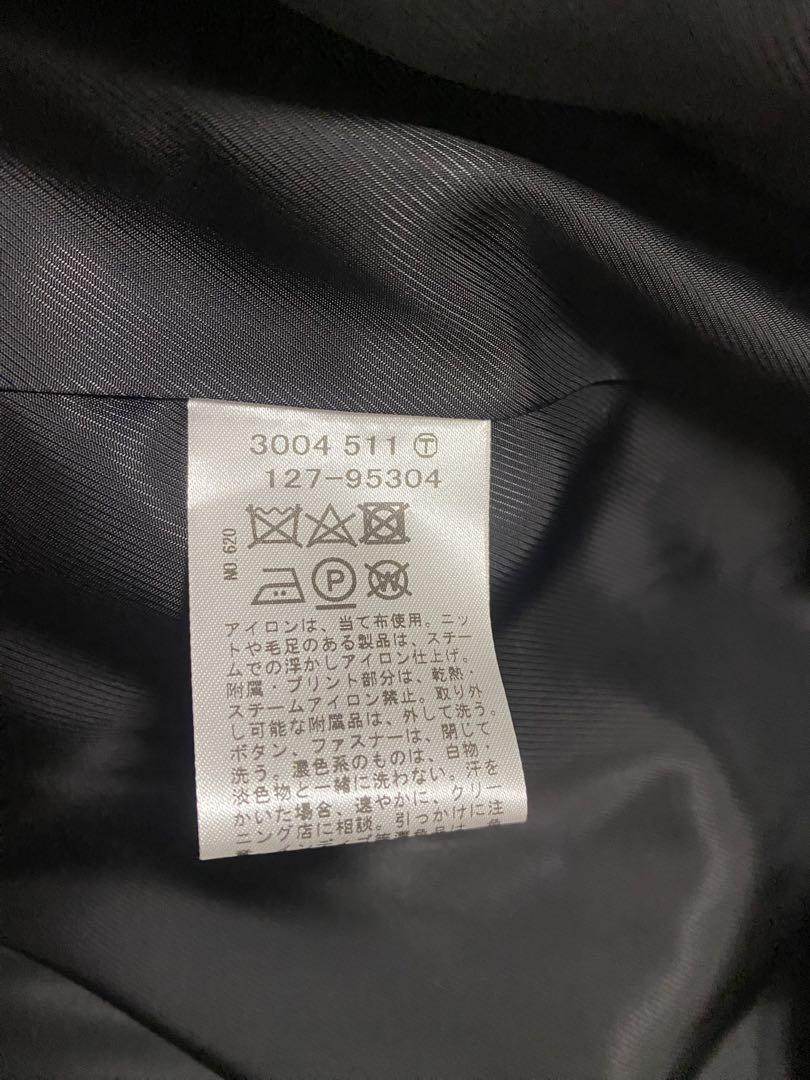 3004 511 Ⓣ
127-95304
NO.620
P
W
アイロンは、当て布使用。ニッ
トや毛足のある製品は、スチー
ムでの浮かしアイロン仕上げ。
附属・プリント部分は、乾熱・
スチームアイロン禁止。取り外
し可能な附属品は、外して洗う。
ボタン、ファスナーは、閉じて
洗う。濃色系のものは、白物・
淡色物と一緒に洗わない。汗を
かいた場合、速やかに、クリー
ニング店に相談。引っかけに注